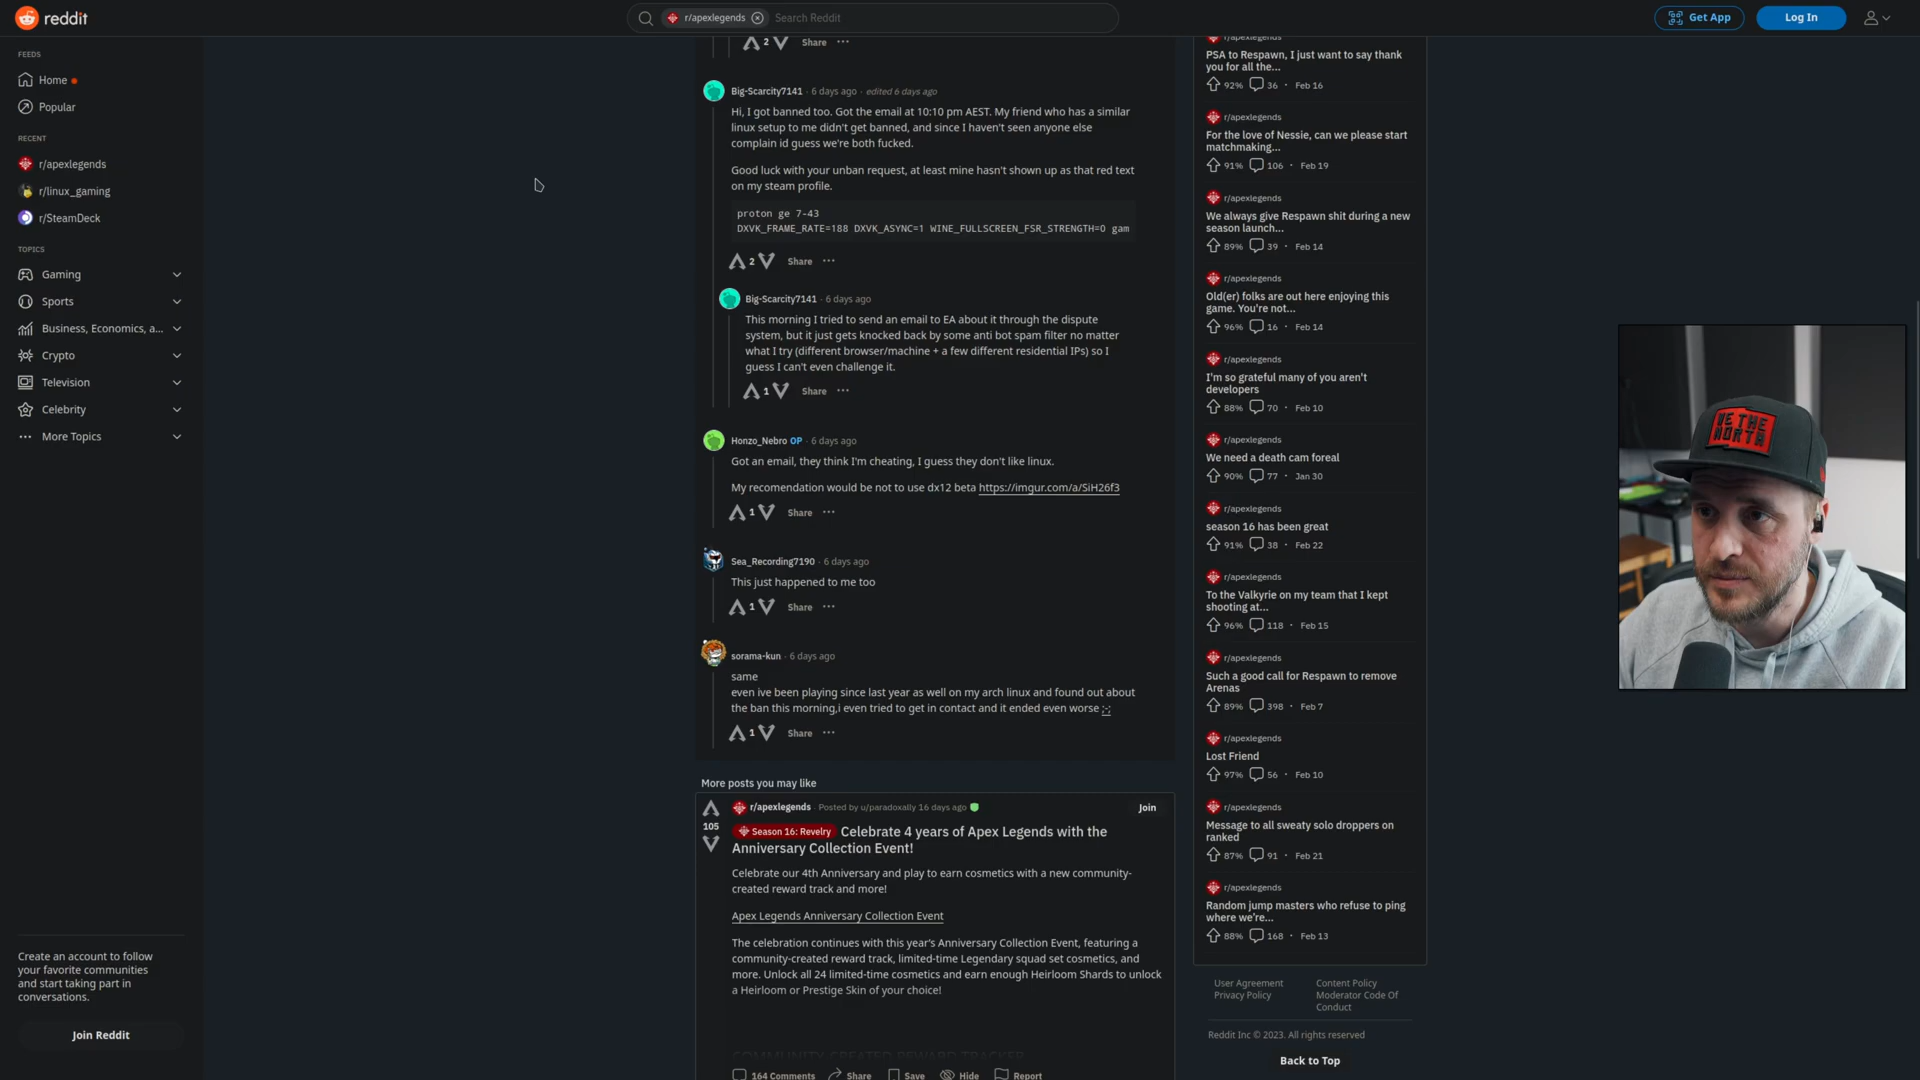 reddit
r/apexlegends
Search Reddit
Get App
Log In
FEEDS
Home
Popular
RECENT
r/apexlegends
r/linux_gaming
r/SteamDeck
TOPICS
Gaming
Sports
Business, Economics, a...
Crypto
Television
Celebrity
More Topics
Create an account to follow
your favorite communities
and start taking part in
conversations.
Join Reddit
2 Share
Big-Scarcity7141 · 6 days ago · edited 6 days ago
Hi, I got banned too. Got the email at 10:10 pm AEST. My friend who has a similar
linux setup to me didn't get banned, and since I haven't seen anyone else
complain id guess we're both fucked.
Good luck with your unban request, at least mine hasn't shown up as that red text
on my steam profile.
proton ge 7-43
DXVK_FRAME_RATE=188 DXVK_ASYNC=1 WINE_FULLSCREEN_FSR_STRENGTH=0 gam
2 Share
Big-Scarcity7141 · 6 days ago
This morning I tried to send an email to EA about it through the dispute
system, but it just gets knocked back by some anti bot spam filter no matter
what I try (different browser/machine + a few different residential IPs) so I
guess I can't even challenge it.
1 Share
Honzo_Nebro OP · 6 days ago
Got an email, they think I'm cheating, I guess they don't like linux.
My recomendation would be not to use dx12 beta https://imgur.com/a/SiH26f3
1 Share
Sea_Recording7190 · 6 days ago
This just happened to me too
1 Share
sorama-kun · 6 days ago
same
even ive been playing since last year as well on my arch linux and found out about
the ban this morning,i even tried to get in contact and it ended even worse ;-;
1 Share
More posts you may like
r/apexlegends · Posted by u/paradoxally 16 days ago
Join
105
Season 16: Revelry Celebrate 4 years of Apex Legends with the
Anniversary Collection Event!
Celebrate our 4th Anniversary and play to earn cosmetics with a new community-
created reward track and more!
Apex Legends Anniversary Collection Event
The celebration continues with this year's Anniversary Collection Event, featuring a
community-created reward track, limited-time Legendary squad set cosmetics, and
more. Unlock all 24 limited-time cosmetics and earn enough Heirloom Shards to unlock
a Heirloom or Prestige Skin of your choice!
COMMUNITY-CREATED REWARD TRACKER
164 Comments Share Save Hide Report
r/apexlegends
PSA to Respawn, I just want to say thank
you for all the...
92% 36 · Feb 16
r/apexlegends
For the love of Nessie, can we please start
matchmaking...
91% 106 · Feb 19
r/apexlegends
We always give Respawn shit during a new
season launch...
89% 39 · Feb 14
r/apexlegends
Old(er) folks are out here enjoying this
game. You're not...
96% 16 · Feb 14
r/apexlegends
I'm so grateful many of you aren't
developers
88% 70 · Feb 10
r/apexlegends
We need a death cam foreal
90% 77 · Jan 30
r/apexlegends
season 16 has been great
91% 38 · Feb 22
r/apexlegends
To the Valkyrie on my team that I kept
shooting at...
96% 118 · Feb 15
r/apexlegends
Such a good call for Respawn to remove
Arenas
89% 398 · Feb 7
r/apexlegends
Lost Friend
97% 56 · Feb 10
r/apexlegends
Message to all sweaty solo droppers on
ranked
87% 91 · Feb 21
r/apexlegends
Random jump masters who refuse to ping
where we're...
88% 168 · Feb 13
User Agreement
Privacy Policy
Content Policy
Moderator Code Of
Conduct
Reddit Inc © 2023. All rights reserved
Back to Top
WE THE
NORTH